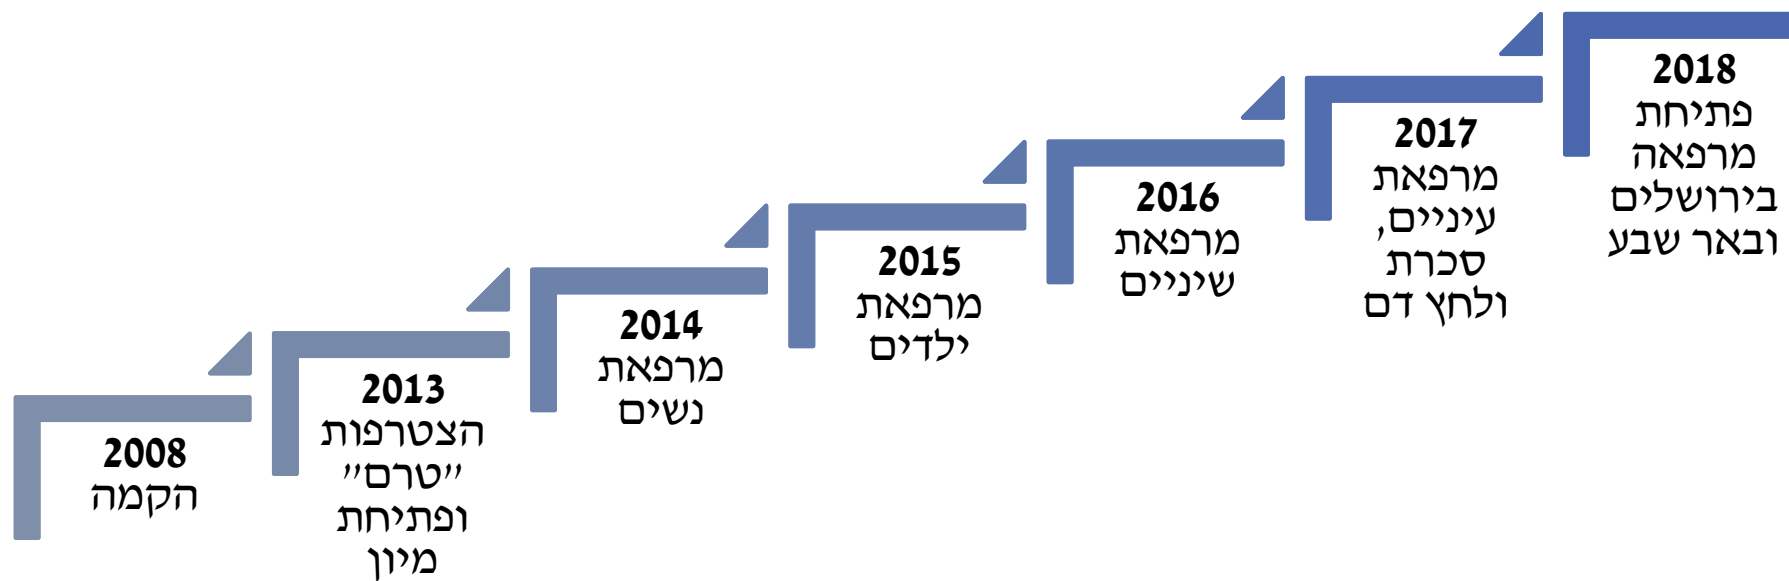 2008
הקמה
2013
הצטרפות
"טרם"
ופתיחת
מיון
2014
מרפאת
נשים
2015
מרפאת
ילדים
2016
מרפאת
שיניים
2017
מרפאת
עיניים,
סכרת
ולחץ דם
2018
פתיחת
מרפאה
בירושלים
ובאר שבע